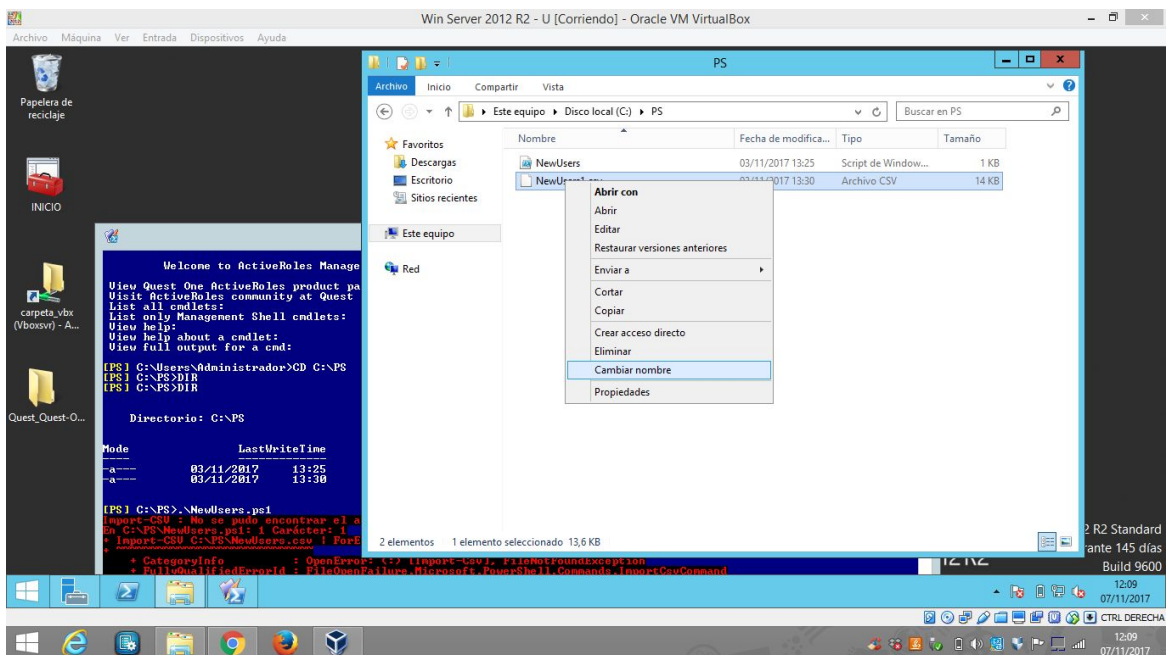 Win Server 2012 R2 - U [Corriendo] - Oracle VM VirtualBox
Archivo Máquina Ver Entrada Dispositivos Ayuda
Papelera de
reciclaje
INICIO
carpeta_vbx
(Vboxsvr) - A...
Quest_Quest-O...
PS
Archivo Inicio Compartir Vista
Este equipo ▸ Disco local (C:) ▸ PS
Buscar en PS
Favoritos
Descargas
Escritorio
Sitios recientes
Este equipo
Red
Nombre Fecha de modifica... Tipo Tamaño
NewUsers 03/11/2017 13:25 Script de Window... 1 KB
NewUsers1.csv 03/11/2017 13:30 Archivo CSV 14 KB
Abrir con
Abrir
Editar
Restaurar versiones anteriores
Enviar a
Cortar
Copiar
Crear acceso directo
Eliminar
Cambiar nombre
Propiedades
2 elementos 1 elemento seleccionado 13,6 KB
Welcome to ActiveRoles Manage
View Quest One ActiveRoles product pa
Visit ActiveRoles community at Quest
List all cmdlets:
List only Management Shell cmdlets:
View help:
View help about a cmdlet:
View full output for a cmd:
[PS] C:\Users\Administrador>CD C:\PS
[PS] C:\PS>DIR
[PS] C:\PS>DIR
Directorio: C:\PS
Mode LastWriteTime
-a--- 03/11/2017 13:25
-a--- 03/11/2017 13:30
[PS] C:\PS>.\NewUsers.ps1
Import-CSV : No se pudo encontrar el a
En C:\PS\NewUsers.ps1: 1 Carácter: 1
+ Import-CSV C:\PS\NewUsers.csv | ForE
+ CategoryInfo : OpenError: (:) [Import-Csv], FileNotFoundException
+ FullyQualifiedErrorId : FileOpenFailure,Microsoft.PowerShell.Commands.ImportCsvCommand
2 R2 Standard
rante 145 días
Build 9600
12:09
07/11/2017
CTRL DERECHA
12:09
07/11/2017